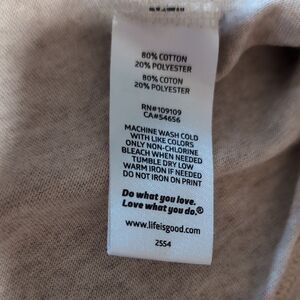 80% COTTON
20% POLYESTER
80% COTON
20% POLYESTER
RN#109109
CA#54656
MACHINE WASH COLD
WITH LIKE COLORS
ONLY NON-CHLORINE
BLEACH WHEN NEEDED
TUMBLE DRY LOW
WARM IRON IF NEEDED
DO NOT IRON ON PRINT
Do what you love.
Love what you do.®
www.lifeisgood.com
2554